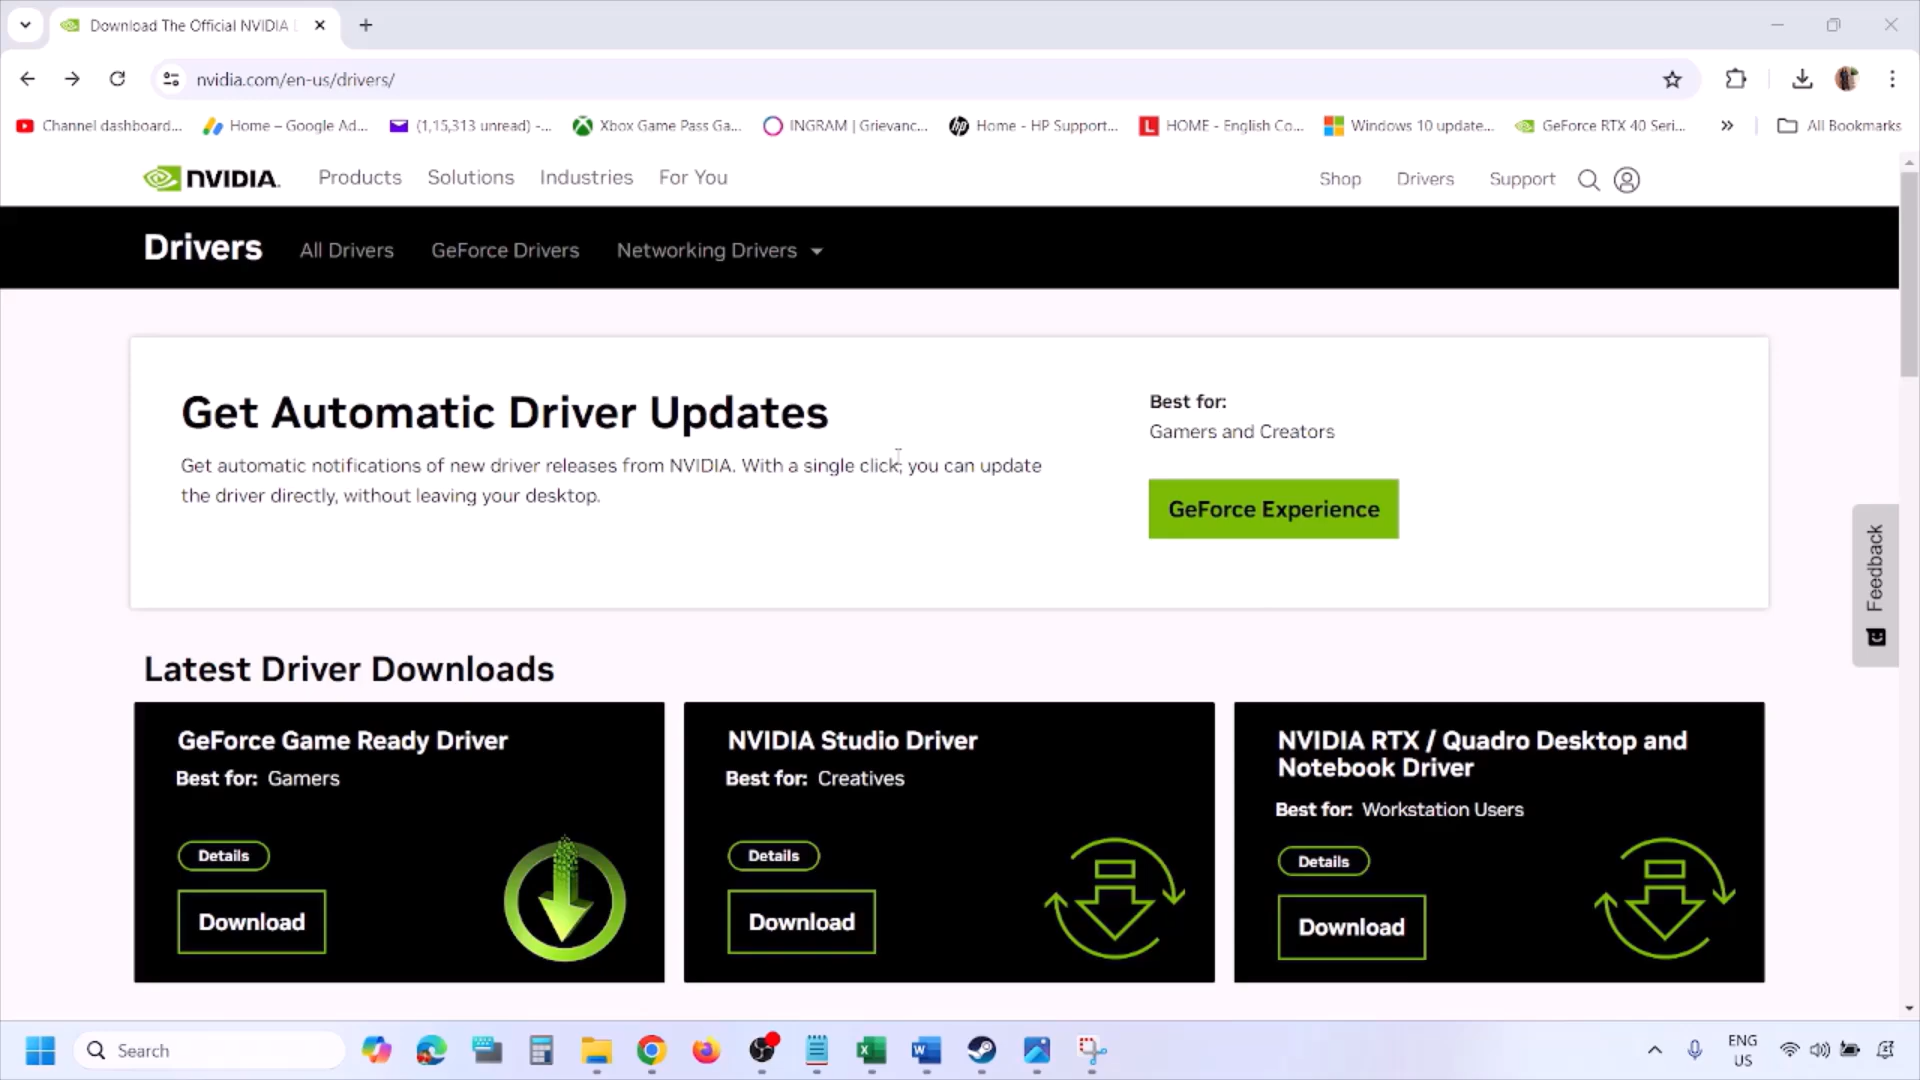 Download The Official NVIDIA
nvidia.com/en-us/drivers/
Channel dashboard...
Home – Google Ad...
(1,15,313 unread) -...
Xbox Game Pass Ga...
INGRAM | Grievanc...
Home - HP Support...
HOME - English Co...
Windows 10 update...
GeForce RTX 40 Seri...
All Bookmarks
NVIDIA.
Products
Solutions
Industries
For You
Shop
Drivers
Support
Drivers
All Drivers
GeForce Drivers
Networking Drivers
Get Automatic Driver Updates
Get automatic notifications of new driver releases from NVIDIA. With a single click, you can update
the driver directly, without leaving your desktop.
Best for:
Gamers and Creators
GeForce Experience
Feedback
Latest Driver Downloads
GeForce Game Ready Driver
Best for: Gamers
Details
Download
NVIDIA Studio Driver
Best for: Creatives
Details
Download
NVIDIA RTX / Quadro Desktop and
Notebook Driver
Best for: Workstation Users
Details
Download
Search
ENG
US